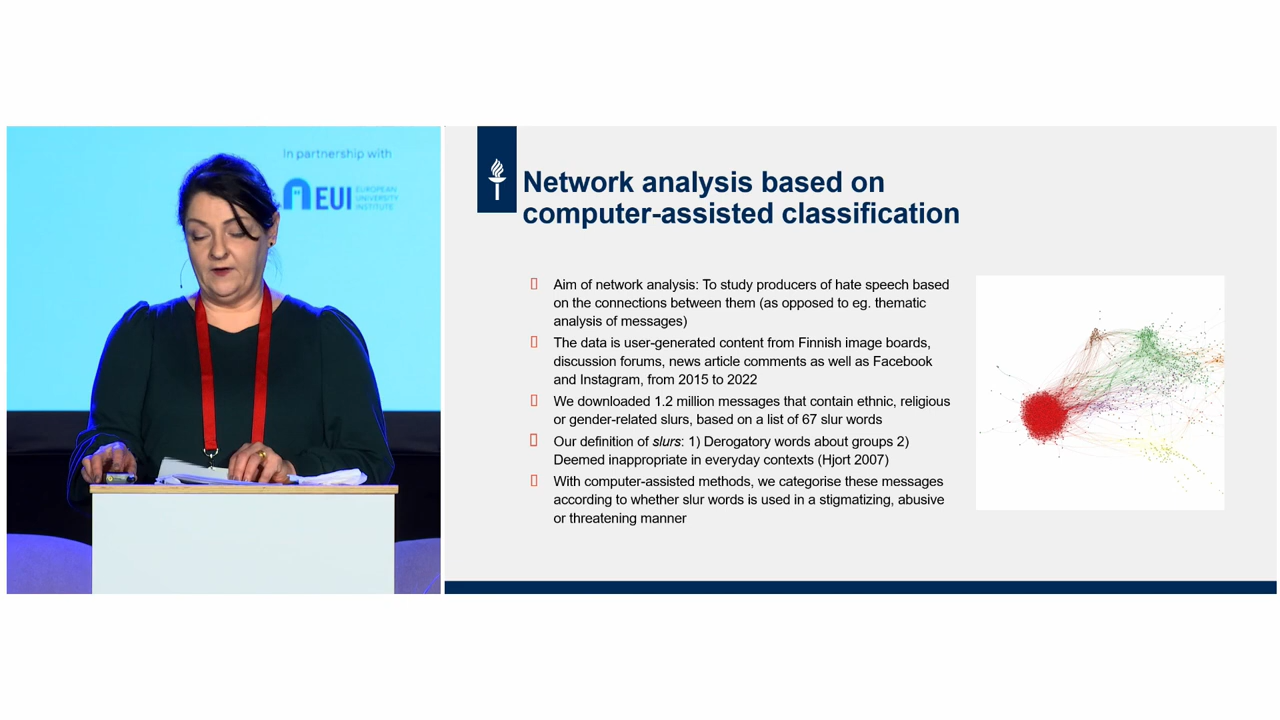 In partnership with
EUI EUROPEAN
UNIVERSITY
INSTITUTE
Network analysis based on
computer-assisted classification
Aim of network analysis: To study producers of hate speech based
on the connections between them (as opposed to eg. thematic
analysis of messages)
The data is user-generated content from Finnish image boards,
discussion forums, news article comments as well as Facebook
and Instagram, from 2015 to 2022
We downloaded 1.2 million messages that contain ethnic, religious
or gender-related slurs, based on a list of 67 slur words
Our definition of slurs: 1) Derogatory words about groups 2)
Deemed inappropriate in everyday contexts (Hjort 2007)
With computer-assisted methods, we categorise these messages
according to whether slur words is used in a stigmatizing, abusive
or threatening manner